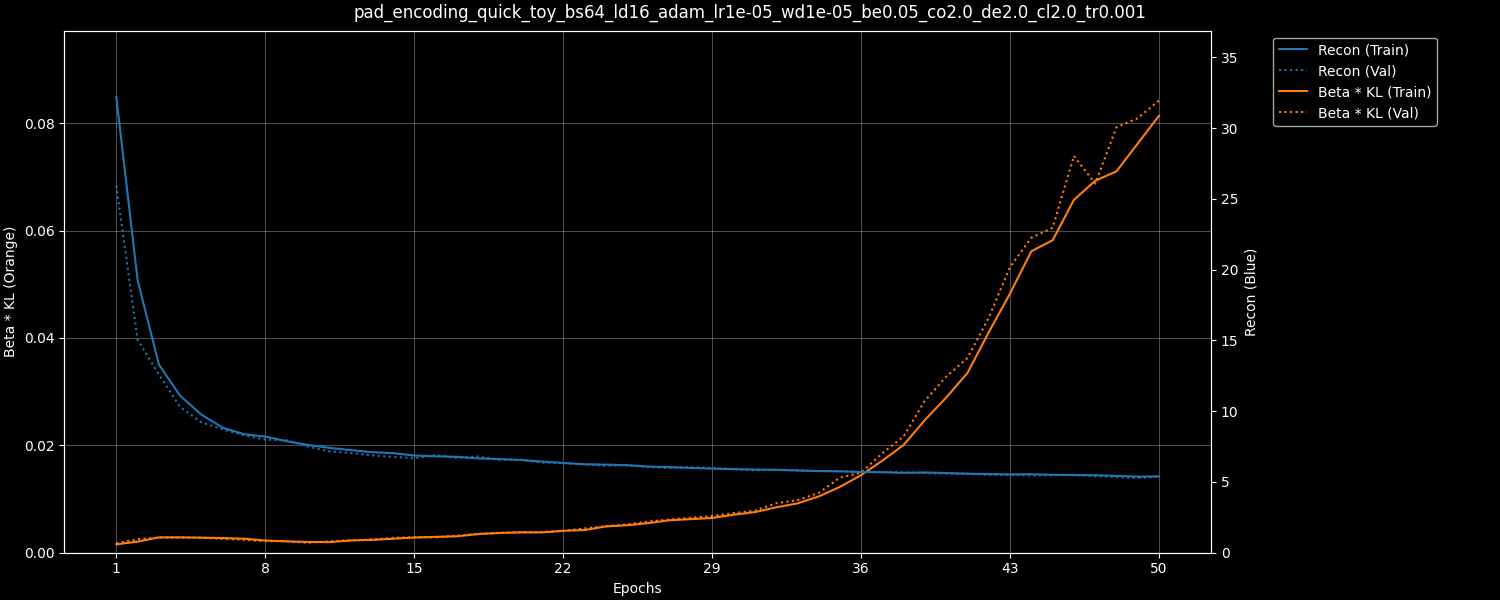 pad_encoding_quick_toy_bs64_ld16_adam_lr1e-05_wd1e-05_be0.05_co2.0_de2.0_cl2.0_tr0.001
Recon (Train)
Recon (Val)
Beta * KL (Train)
Beta * KL (Val)
Beta * KL (Orange)
0.08
0.06
0.04
0.02
0.00
35
30
25
20
15
10
5
0
Recon (Blue)
1 8 15 22 29 36 43 50
Epochs